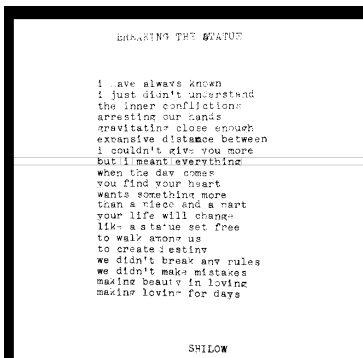 BREAKING THE STATUE
i have always known
i just didn't understand
the inner conflictions
arresting our hands
gravitating close enough
expansive distance between
i couldn't give you more
but i meant everything
when the day comes
you find your heart
wants something more
than a piece and a part
your life will change
like a statue set free
to walk among us
to create destiny
we didn't break any rules
we didn't make mistakes
making beauty in loving
making loving for days
SHILOW